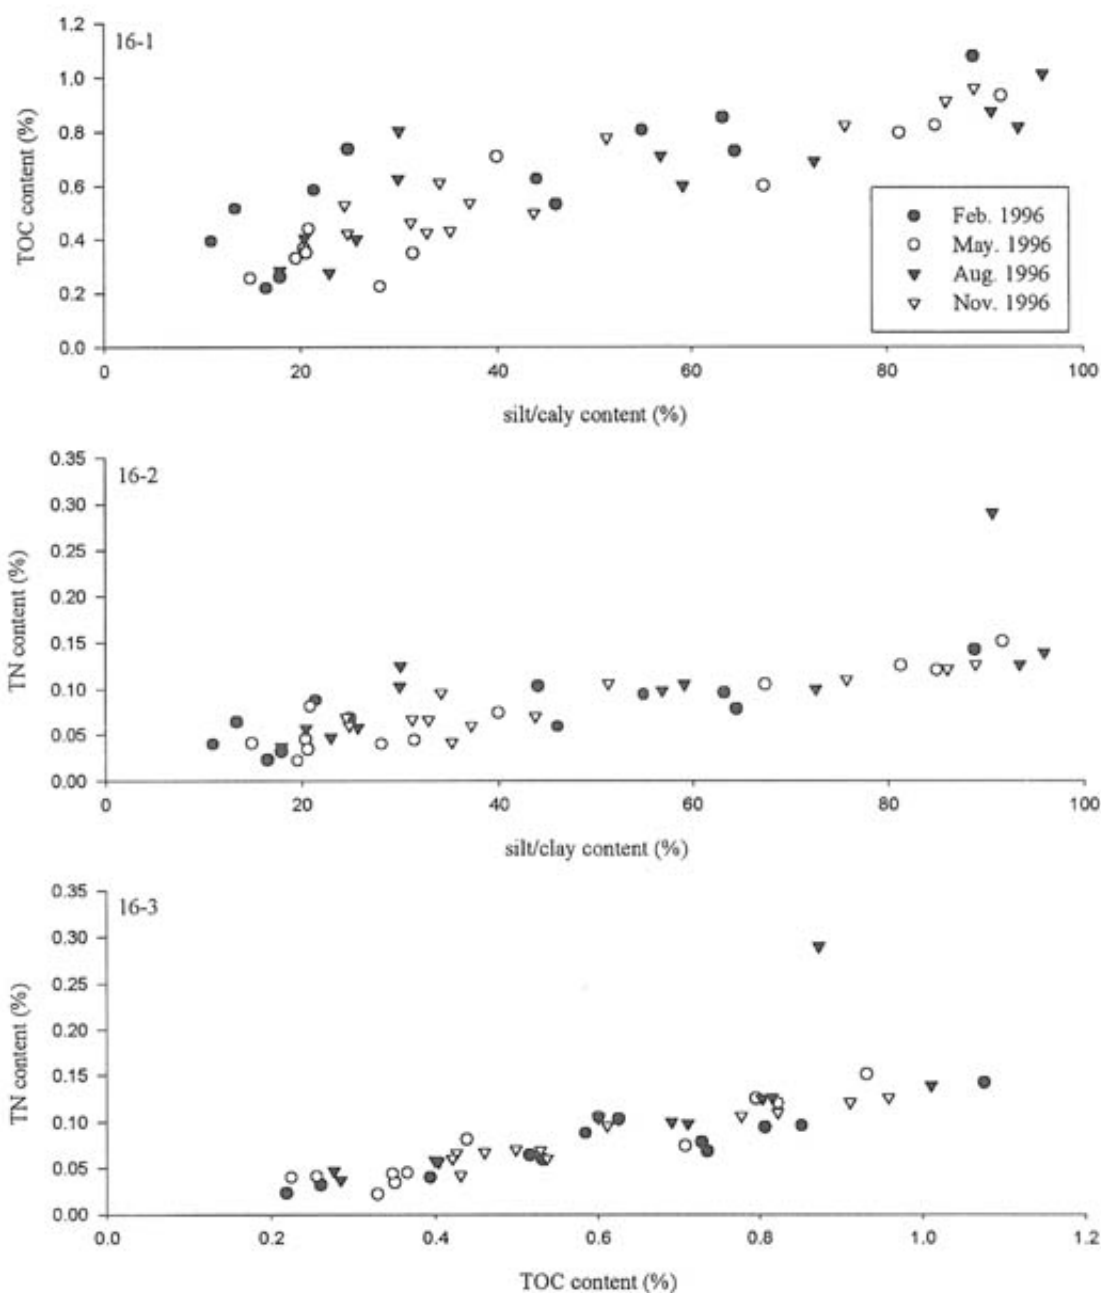 16-1
1.2
1.0
0.8
0.6
0.4
0.2
0.0
TOC content (%)
0 20 40 60 80 100
silt/caly content (%)
Feb. 1996
May. 1996
Aug. 1996
Nov. 1996
16-2
0.35
0.30
0.25
0.20
0.15
0.10
0.05
0.00
TN content (%)
0 20 40 60 80 100
silt/clay content (%)
16-3
0.35
0.30
0.25
0.20
0.15
0.10
0.05
0.00
TN content (%)
0.0 0.2 0.4 0.6 0.8 1.0 1.2
TOC content (%)